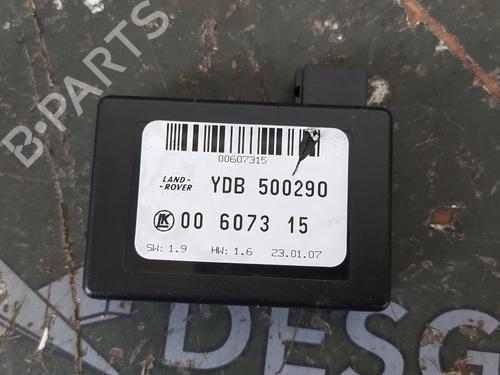 B-PARTS
00607315
LAND-
-ROVER
YDB 500290
LK 00 6073 15
SW: 1.9 HW: 1.6 23.01.07
DESG